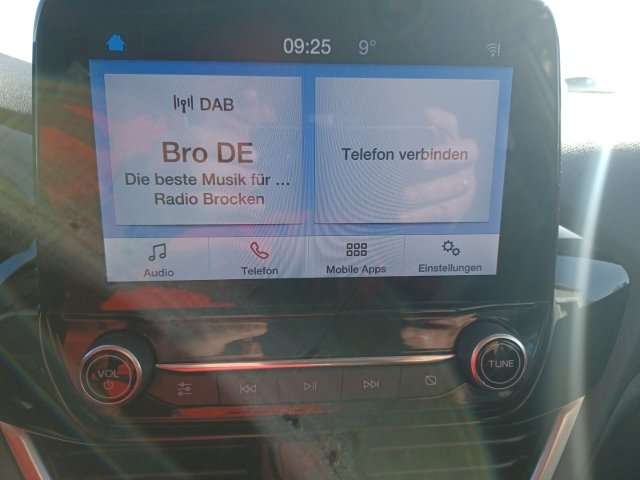 09:25 9°
DAB
Bro DE
Die beste Musik für ...
Radio Brocken
Telefon verbinden
Audio
Telefon
Mobile Apps
Einstellungen
VOL
TUNE